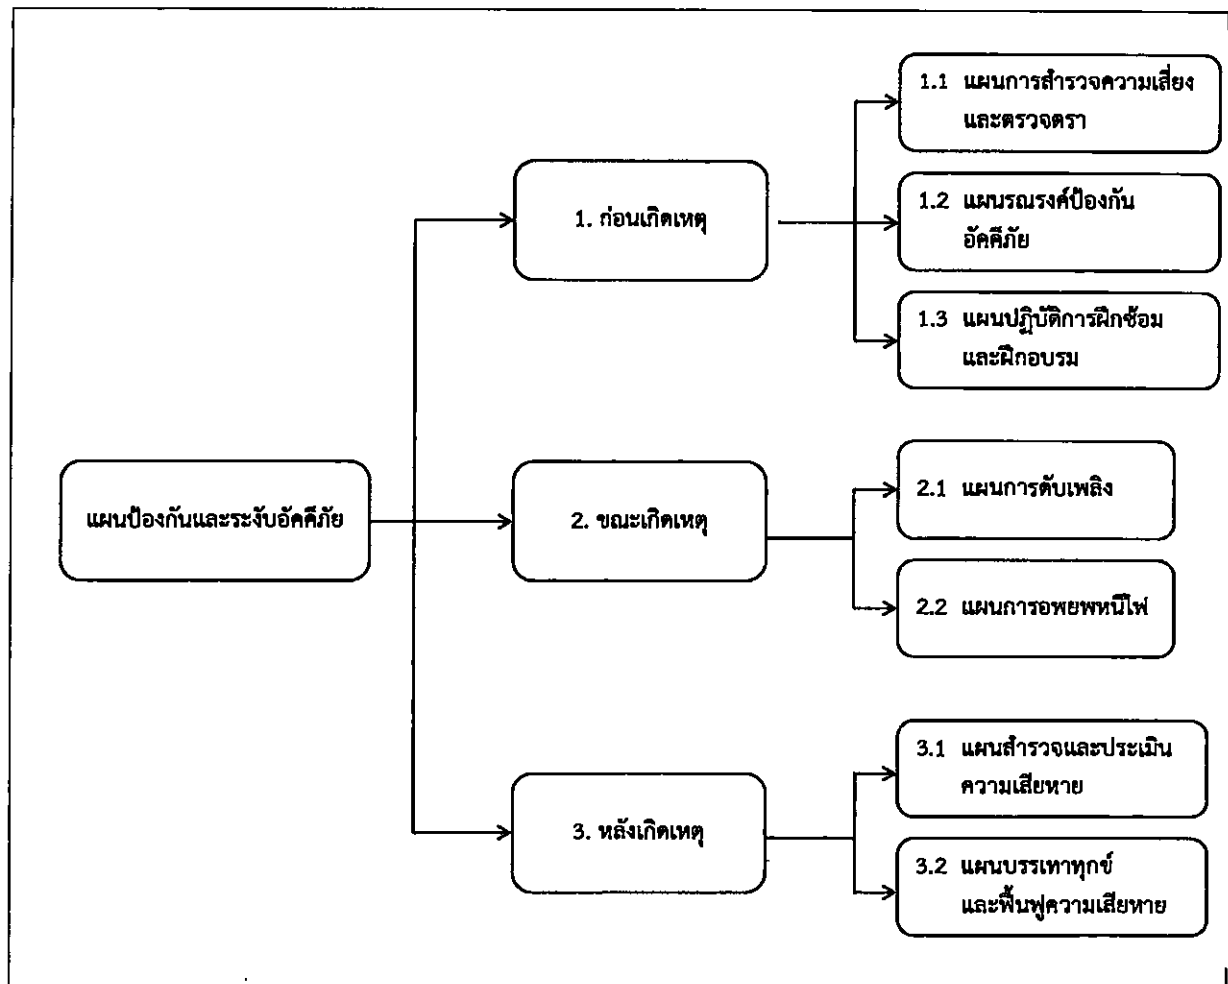 แผนป้องกันและระงับอัคคีภัย
1. ก่อนเกิดเหตุ
1.1 แผนการสำรวจความเสี่ยง
และตรวจตรา
1.2 แผนรณรงค์ป้องกัน
อัคคีภัย
1.3 แผนปฏิบัติการฝึกซ้อม
และฝึกอบรม
2. ขณะเกิดเหตุ
2.1 แผนการดับเพลิง
2.2 แผนการอพยพหนีไฟ
3. หลังเกิดเหตุ
3.1 แผนสำรวจและประเมิน
ความเสียหาย
3.2 แผนบรรเทาทุกข์
และฟื้นฟูความเสียหาย